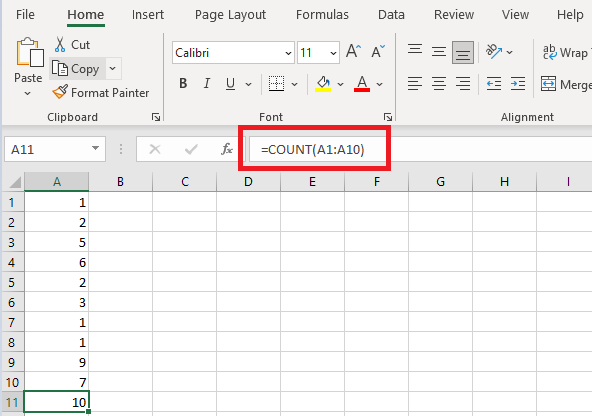 File Home Insert Page Layout Formulas Data Review View Help
Cut
Copy
Paste
Format Painter
Calibri 11 A A
B I U A
ab Wrap
Merge
Clipboard Font Alignment
A11 fx =COUNT(A1:A10)
A B C D E F G H I
1 1
2 2
3 5
4 6
5 2
6 3
7 1
8 1
9 9
10 7
11 10